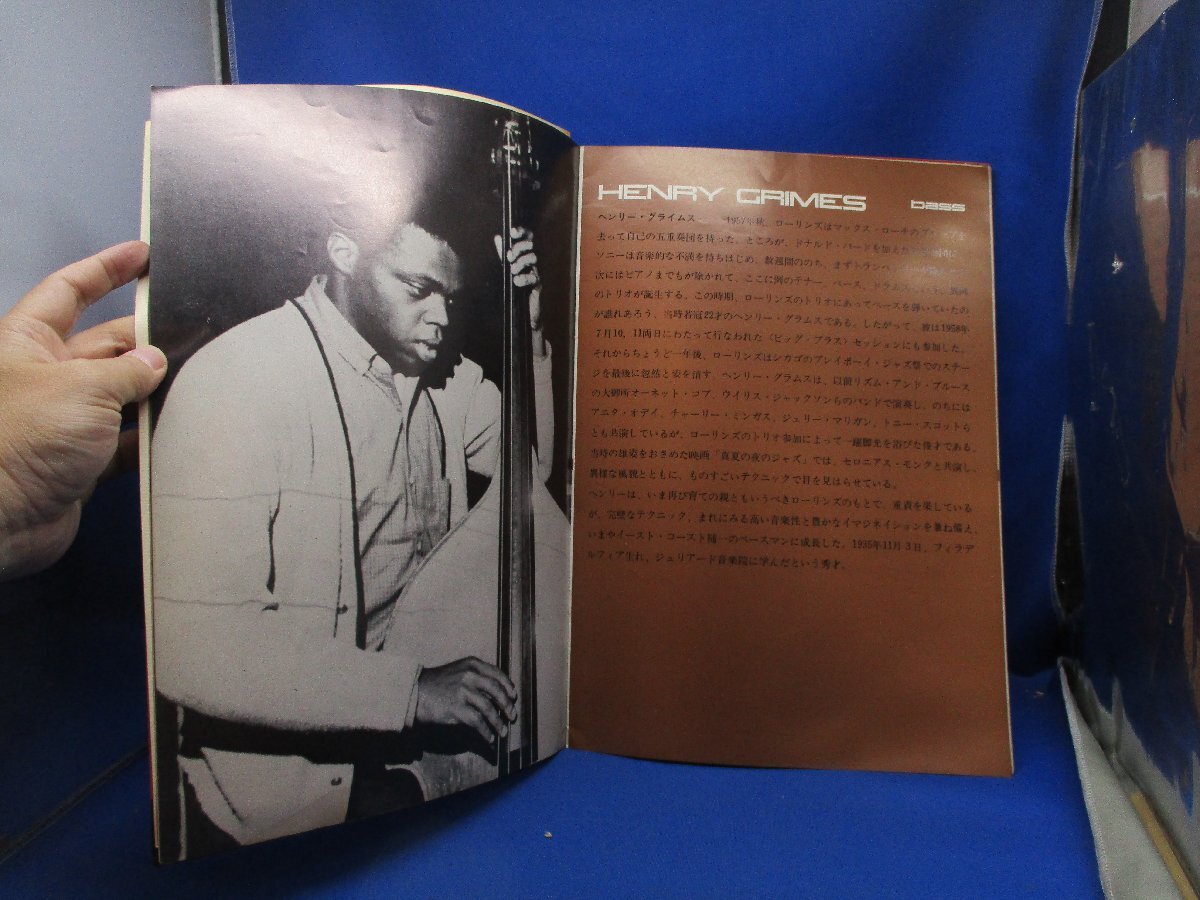 HENRY GRIMES bass
ヘンリー・グライムス 1957年秋、ローリンズはマックス・ローチの
去って自己の五重奏団を持った。ところが、ドナルド・バードを加えた
ソニーは音楽的な不満を持ちはじめ、数週間ののち、まずトランペ
次にはピアノまでもが除かれて、ここに例のテナー、ベース、ドラムス
のトリオが誕生する。この時期、ローリンズのトリオにあってベースを弾いていたの
が誰れあろう、当時若冠22才のヘンリー・グラムスである。したがって、彼は1958年
7月10、11両日にわたって行なわれた〈ビッグ・ブラス〉セッションにも参加した。
それからちょうど一年後、ローリンズはシカゴのプレイボーイ・ジャズ祭でのステー
ジを最後に忽然と姿を消す。ヘンリー・グラムスは、以前リズム・アンド・ブルース
の大御所オーネット・コブ、ウイリス・ジャックソンらのバンドで演奏し、のちには
アニタ・オデイ、チャーリー・ミンガス、ジェリー・マリガン、トニー・スコットら
とも共演しているが、ローリンズのトリオ参加によって一躍脚光を浴びた俊才である。
当時の雄姿をおさめた映画「真夏の夜のジャズ」では、セロニアス・モンクと共演し、
異様な風貌とともに、ものすごいテクニックで目を見はらせている。
ヘンリーは、いま再び育ての親ともいうべきローリンズのもとで、重責を果している
が、完璧なテクニック、まれにみる高い音楽性と豊かなイマジネイションを兼ね備え、
いまやイースト・コースト随一のベースマンに成長した。1935年11月3日、フィラデ
ルフィア生れ、ジュリアード音楽院に学んだという秀才。